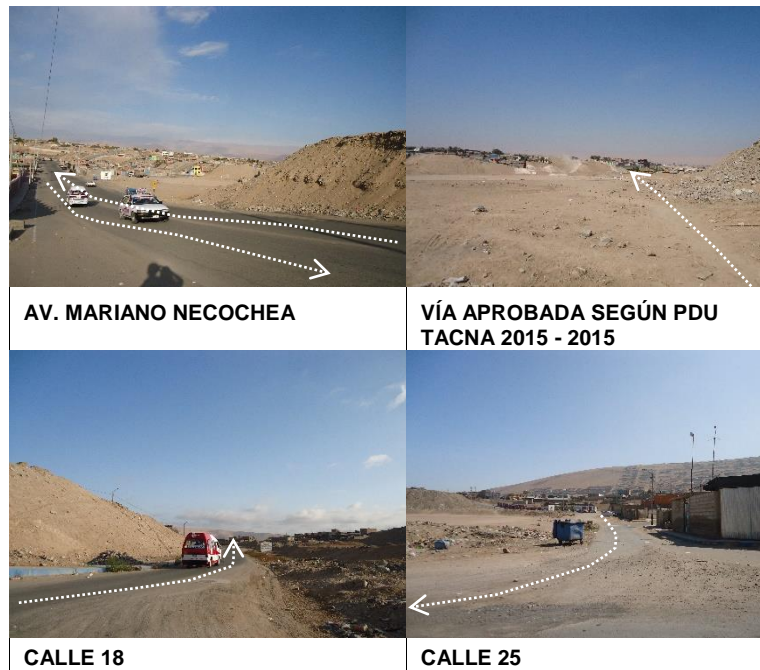 AV. MARIANO NECOCHEA
VÍA APROBADA SEGÚN PDU
TACNA 2015 - 2015
CALLE 18
CALLE 25